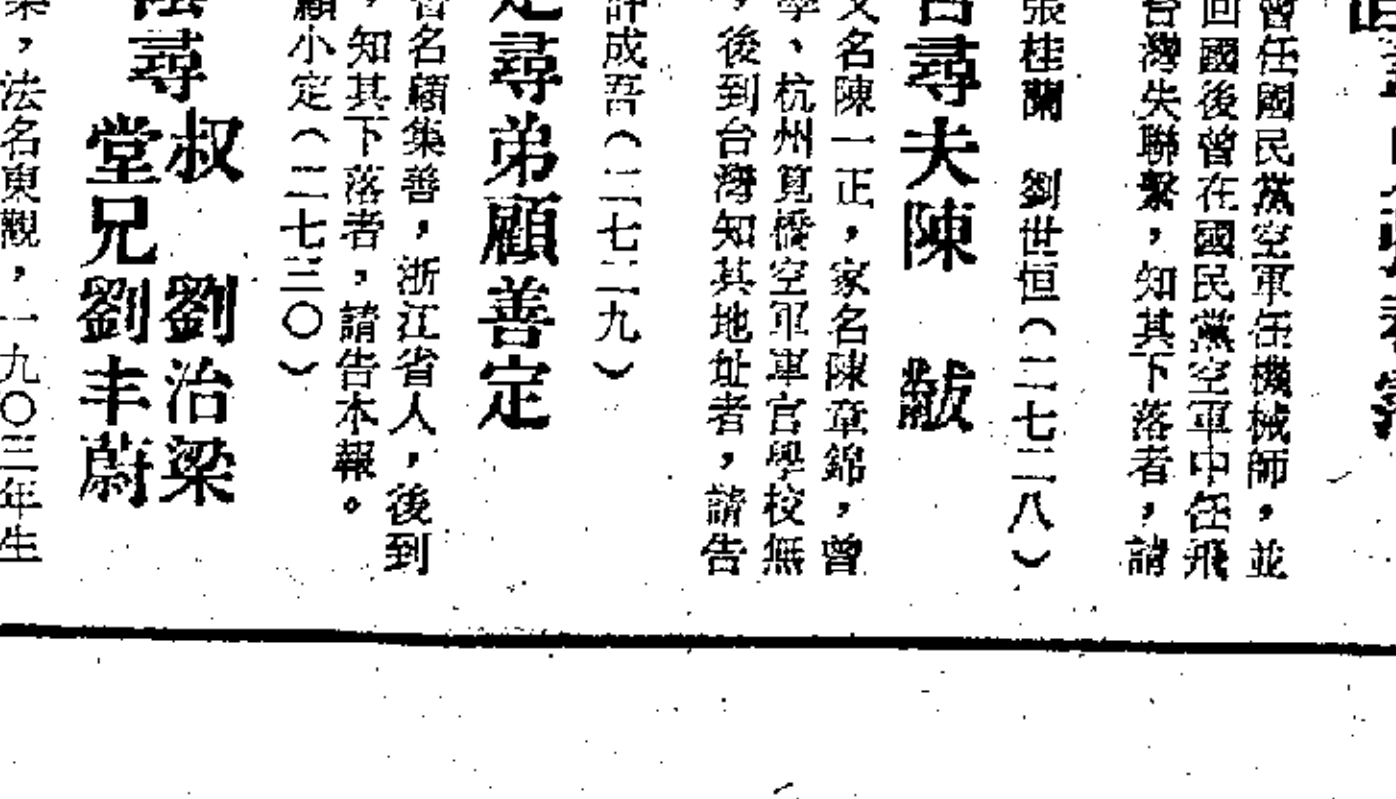 曾任國民黨空軍任機械師，並
回國後曾在國民黨空軍中任飛
台灣失聯繫，知其下落者，請
張桂蘭　劉世恒（二七二八）
尋夫陳　黻
又名陳一正，家名陳章錦，曾
學、杭州筧橋空軍軍官學校無
，後到台灣知其地址者，請告
許成吾（二七二九）
定尋弟顧善定
名顧集善，浙江省人，後到
，知其下落者，請告本報。
顧小定（二七三〇）
尋叔　劉治梁
堂兄劉丰蔚
，法名東觀，一九〇三年生